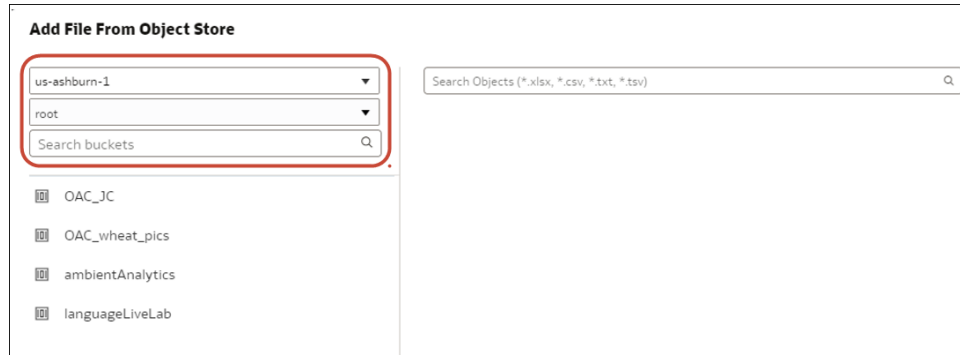 Add File From Object Store
us-ashburn-1
root
Search buckets
OAC_JC
OAC_wheat_pics
ambientAnalytics
languageLiveLab
Search Objects (*.xlsx, *.csv, *.txt, *.tsv)